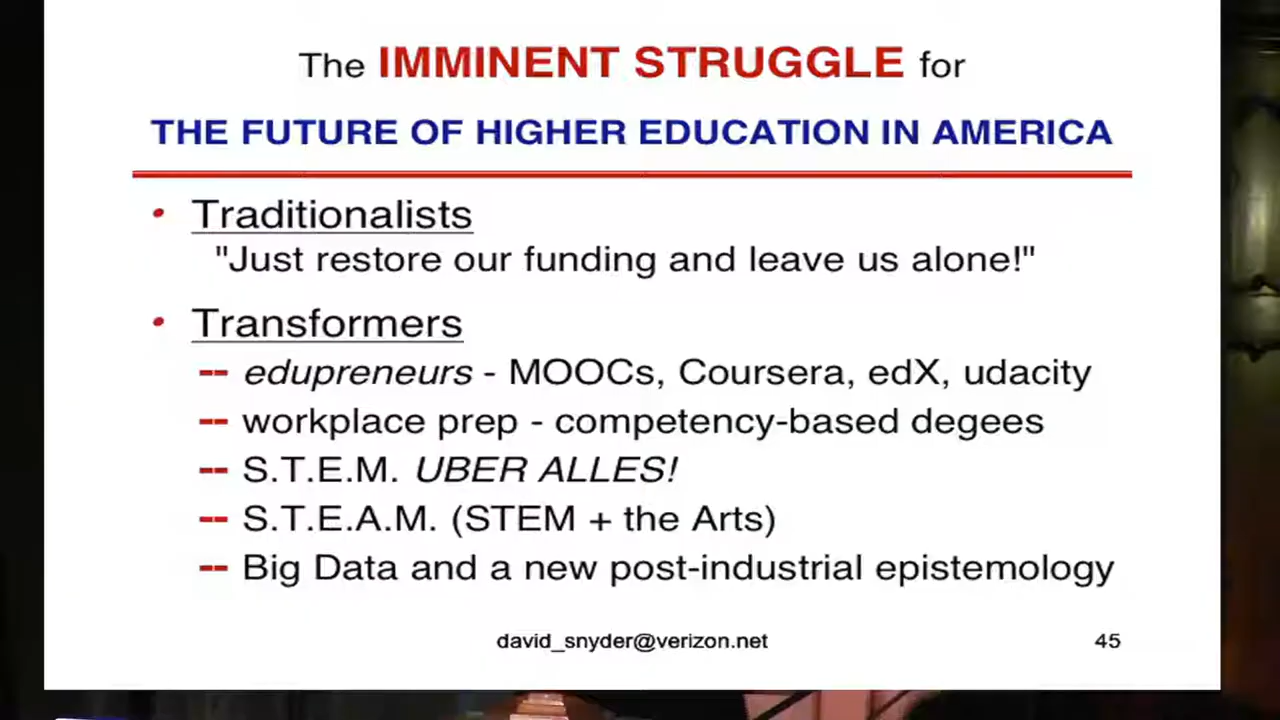 The IMMINENT STRUGGLE for
THE FUTURE OF HIGHER EDUCATION IN AMERICA
• Traditionalists
"Just restore our funding and leave us alone!"
• Transformers
-- edupreneurs - MOOCs, Coursera, edX, udacity
-- workplace prep - competency-based degees
-- S.T.E.M. UBER ALLES!
-- S.T.E.A.M. (STEM + the Arts)
-- Big Data and a new post-industrial epistemology
david_snyder@verizon.net
45